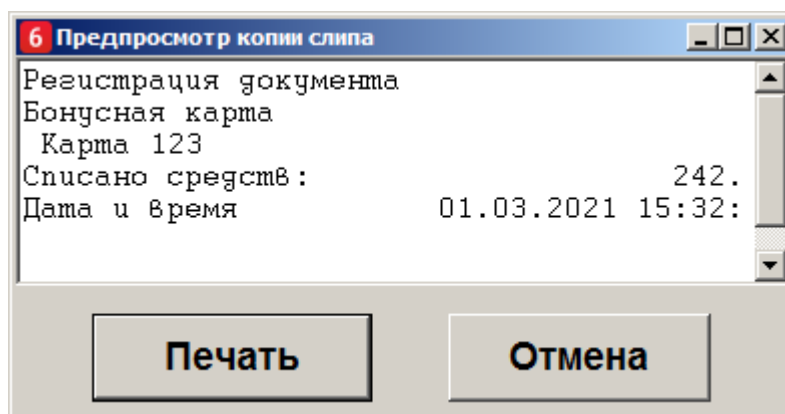 6 Предпросмотр копии слипа
Регистрация документа
Бонусная карта
Карта 123
Списано средств: 242.
Дата и время 01.03.2021 15:32:
Печать Отмена